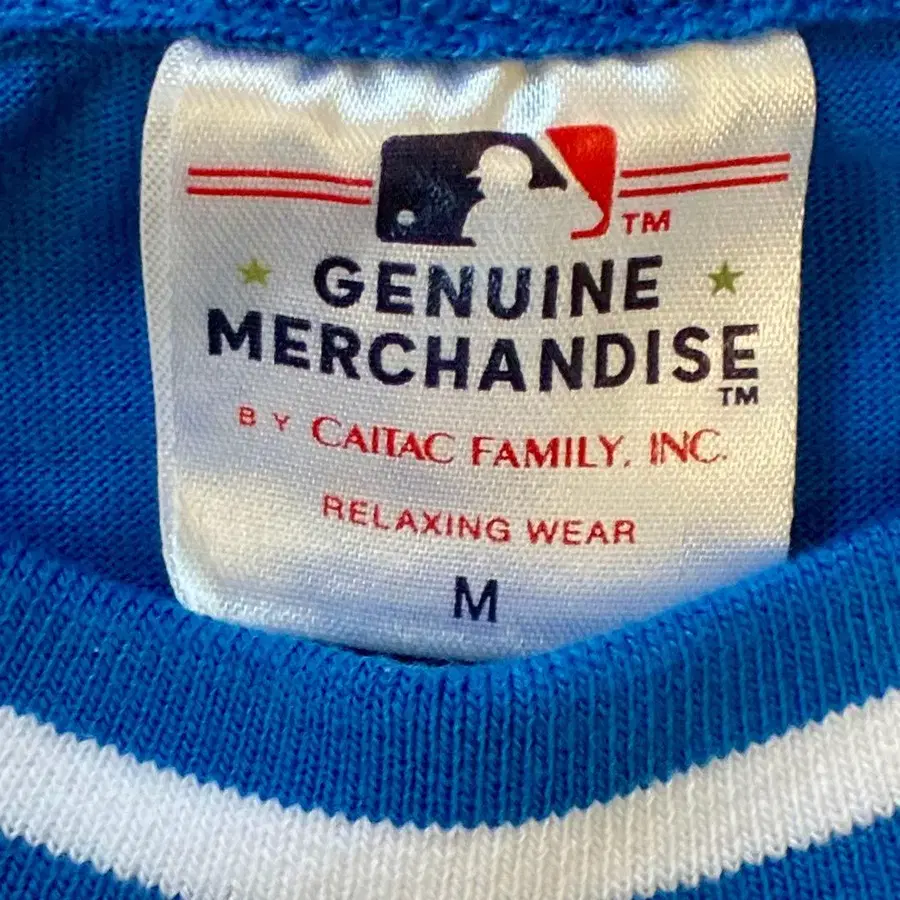 TM
GENUINE
MERCHANDISE
TM
BY CAITAC FAMILY, INC.
RELAXING WEAR
M